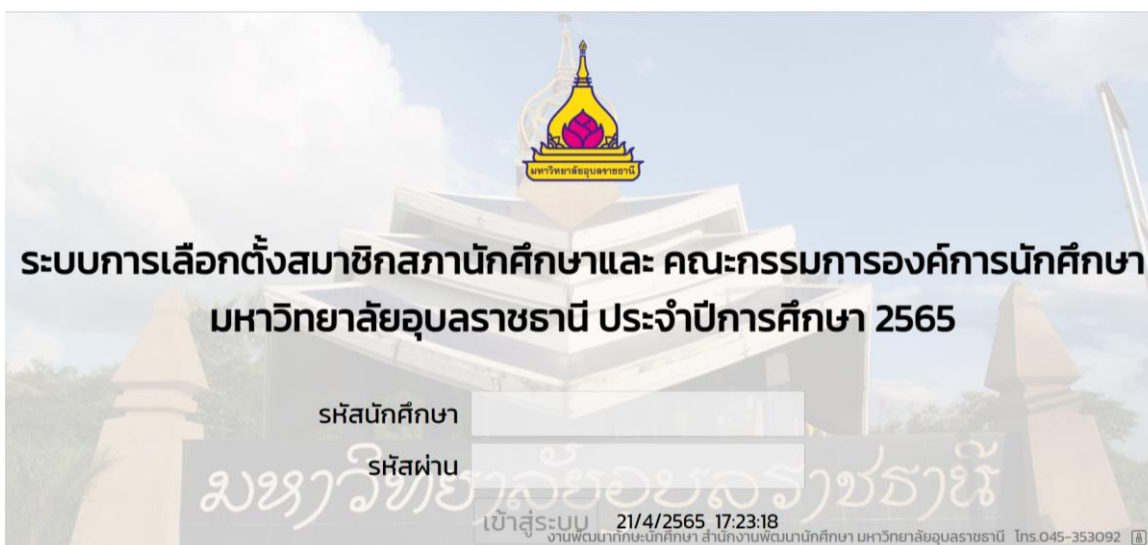 มหาวิทยาลัยอุบลราชธานี
ระบบการเลือกตั้งสมาชิกสภานักศึกษาและ คณะกรรมการองค์การนักศึกษา
มหาวิทยาลัยอุบลราชธานี ประจำปีการศึกษา 2565
รหัสนักศึกษา
รหัสผ่าน
มหาวิทยาลัยอุบลราชธานี
เข้าสู่ระบบ 21/4/2565 17:23:18
งานพัฒนาทักษะนักศึกษา สำนักงานพัฒนานักศึกษา มหาวิทยาลัยอุบลราชธานี โทร.045-353092